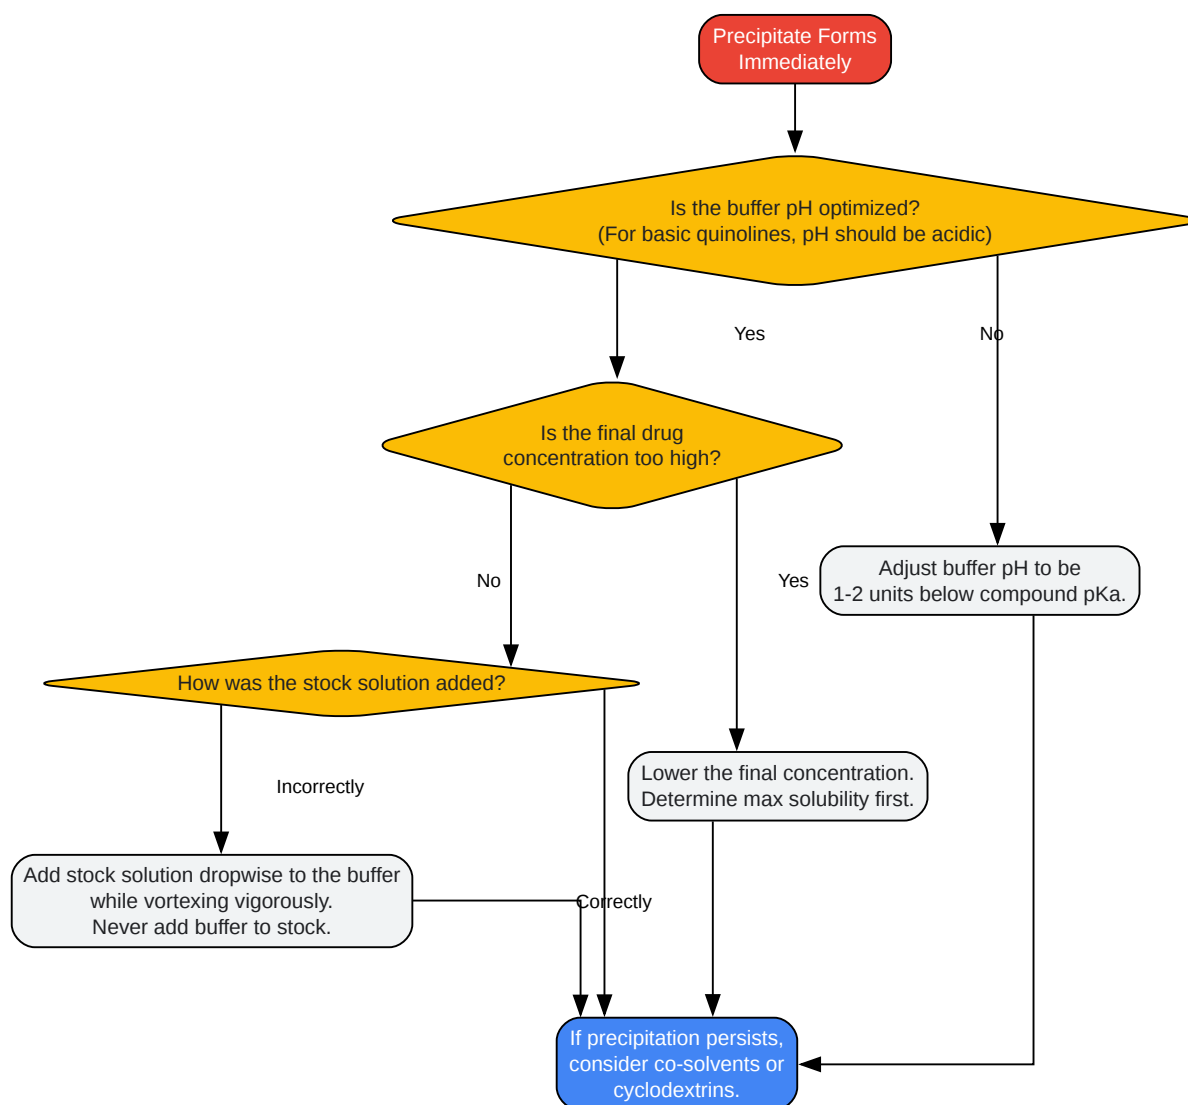 Precipitate Forms
Immediately
Is the buffer pH optimized?
(For basic quinolines, pH should be acidic)
Yes
No
Is the final drug
concentration too high?
No
Yes
Adjust buffer pH to be
1-2 units below compound pKa.
How was the stock solution added?
Incorrectly
Lower the final concentration.
Determine max solubility first.
Add stock solution dropwise to the buffer
while vortexing vigorously.
Never add buffer to stock.
Correctly
If precipitation persists,
consider co-solvents or
cyclodextrins.